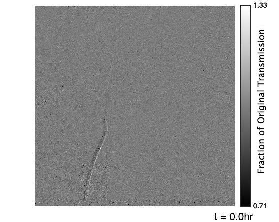 1.33
Fraction of Original Transmission
0.71
t = 0.0hr